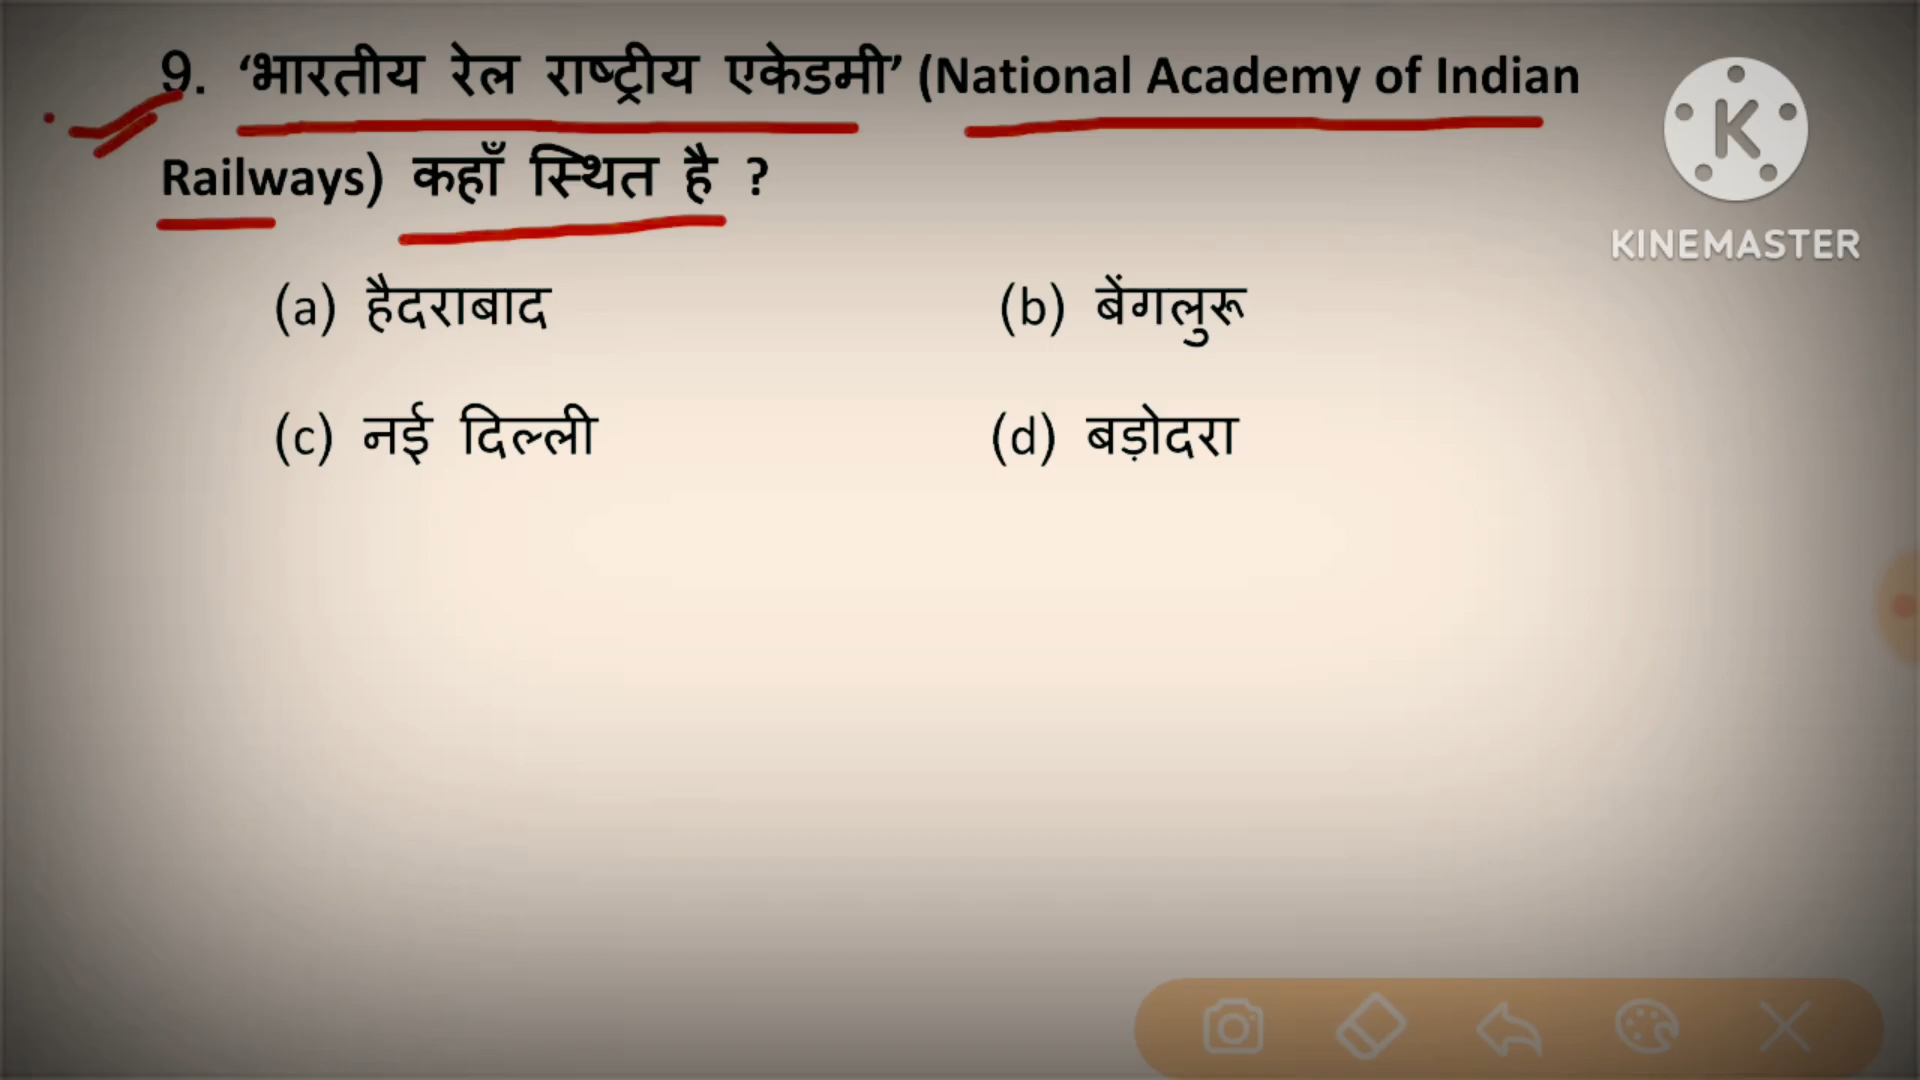 9. ‘भारतीय रेल राष्ट्रीय एकेडमी’ (National Academy of Indian
Railways) कहाँ स्थित है ?
(a) हैदराबाद (b) बेंगलुरू
(c) नई दिल्ली (d) बड़ोदरा
K
KINEMASTER